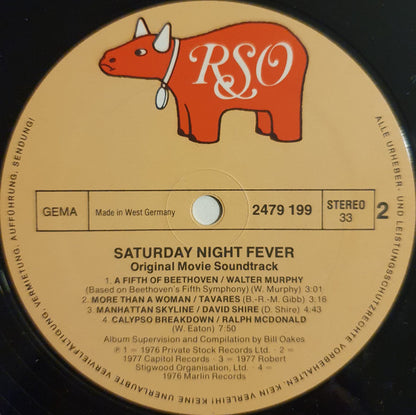 RSO
GEMA
Made in West Germany
2479 199
STEREO
33
2
SATURDAY NIGHT FEVER
Original Movie Soundtrack
1. A FIFTH OF BEETHOVEN / WALTER MURPHY
(Based on Beethoven's Fifth Symphony) (W. Murphy) 3:01
2. MORE THAN A WOMAN / TAVARES (B.-R.-M. Gibb) 3:16
3. MANHATTAN SKYLINE / DAVID SHIRE (D. Shire) 4:43
4. CALYPSO BREAKDOWN / RALPH McDONALD
(W. Eaton) 7:50
Album Supervision and Compilation by Bill Oakes
℗ 1 = 1976 Private Stock Records Ltd. · 2 =
1977 Capitol Records · 3 = 1977 Robert
Stigwood Organisation Ltd. · 4 =
1976 Marlin Records
ALLE URHEBER- UND LEISTUNGSSCHUTZRECHTE VORBEHALTEN. KEIN VERLEIH! KEINE UNERLAUBTE VERVIELFÄLTIGUNG, VERMIETUNG, AUFFÜHRUNG, SENDUNG!